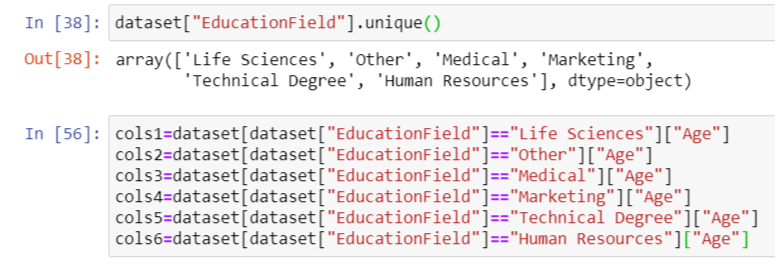 In [38]: dataset["EducationField"].unique()
Out[38]: array(['Life Sciences', 'Other', 'Medical', 'Marketing',
'Technical Degree', 'Human Resources'], dtype=object)
In [56]: cols1=dataset[dataset["EducationField"]=="Life Sciences"]["Age"]
cols2=dataset[dataset["EducationField"]=="Other"]["Age"]
cols3=dataset[dataset["EducationField"]=="Medical"]["Age"]
cols4=dataset[dataset["EducationField"]=="Marketing"]["Age"]
cols5=dataset[dataset["EducationField"]=="Technical Degree"]["Age"]
cols6=dataset[dataset["EducationField"]=="Human Resources"]["Age"]